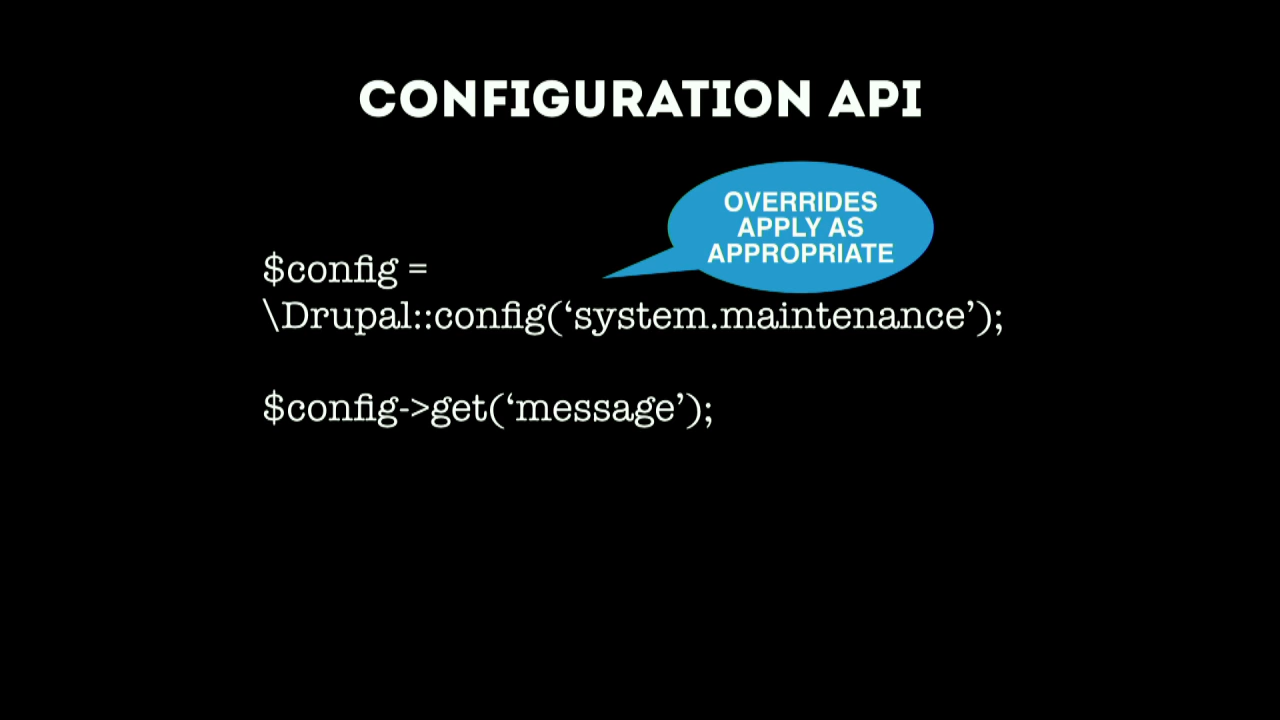 CONFIGURATION API
OVERRIDES
APPLY AS
APPROPRIATE
$config =
\Drupal::config(‘system.maintenance’);
$config->get(‘message’);